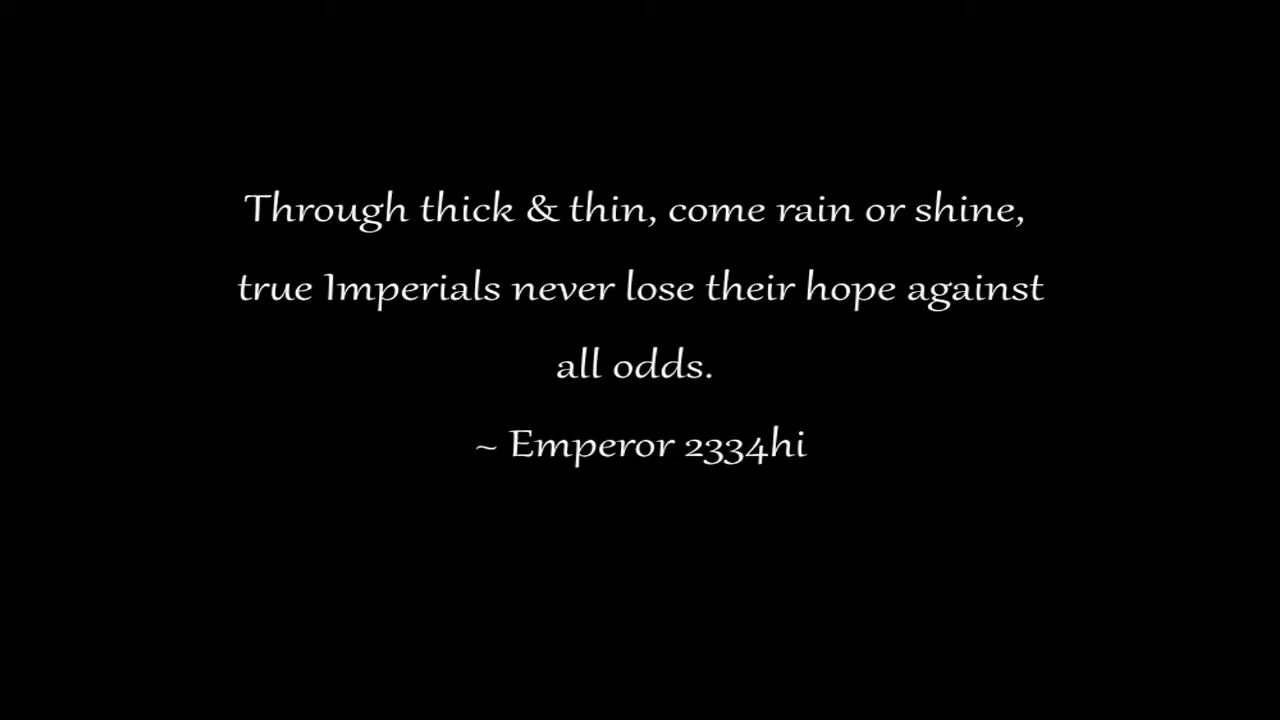 Through thick & thin, come rain or shine,
true Imperials never lose their hope against
all odds.
~ Emperor 2334hi